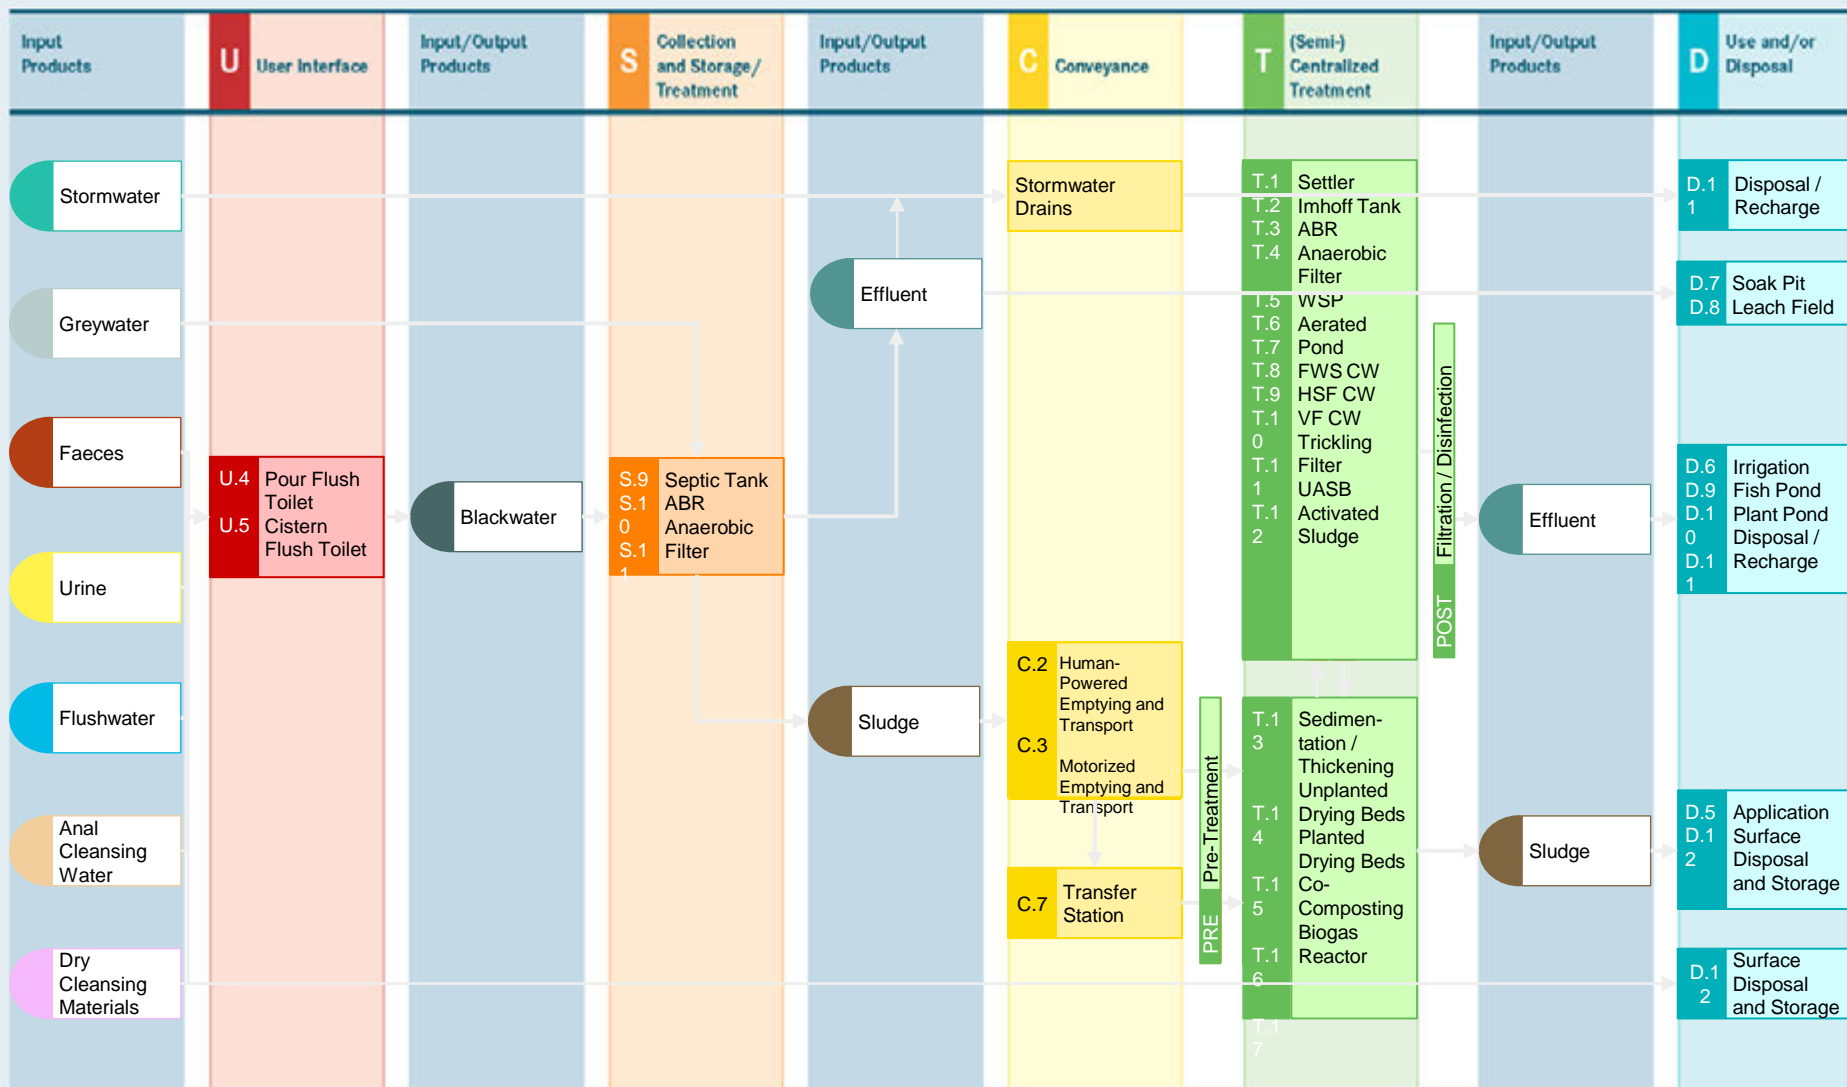 Input
Products
U
User Interface
Input/Output
Products
S
Collection
and Storage/
Treatment
Input/Output
Products
C
Conveyance
T
(Semi-)
Centralized
Treatment
Input/Output
Products
D
Use and/or
Disposal
Stormwater
Greywater
Faeces
Urine
Flushwater
Anal
Cleansing
Water
Dry
Cleansing
Materials
U.4
U.5
Pour Flush
Toilet
Cistern
Flush Toilet
Blackwater
S.9
S.1
0
S.1
1
Septic Tank
ABR
Anaerobic
Filter
Effluent
Sludge
Stormwater
Drains
C.2
C.3
Human-
Powered
Emptying and
Transport
Motorized
Emptying and
Transport
C.7
Transfer
Station
PRE
Pre-Treatment
T.1
T.2
T.3
T.4
T.5
T.6
T.7
T.8
T.9
T.1
0
T.1
1
T.1
2
Settler
Imhoff Tank
ABR
Anaerobic
Filter
WSP
Aerated
Pond
FWS CW
HSF CW
VF CW
Trickling
Filter
UASB
Activated
Sludge
T.1
3
T.1
4
T.1
5
T.1
6
T.1
7
Sedimen-
tation /
Thickening
Unplanted
Drying Beds
Planted
Drying Beds
Co-
Composting
Biogas
Reactor
POST
Filtration / Disinfection
Effluent
Sludge
D.1
1
Disposal /
Recharge
D.7
D.8
Soak Pit
Leach Field
D.6
D.9
D.1
0
D.1
1
Irrigation
Fish Pond
Plant Pond
Disposal /
Recharge
D.5
D.1
2
Application
Surface
Disposal
and Storage
D.1
2
Surface
Disposal
and Storage